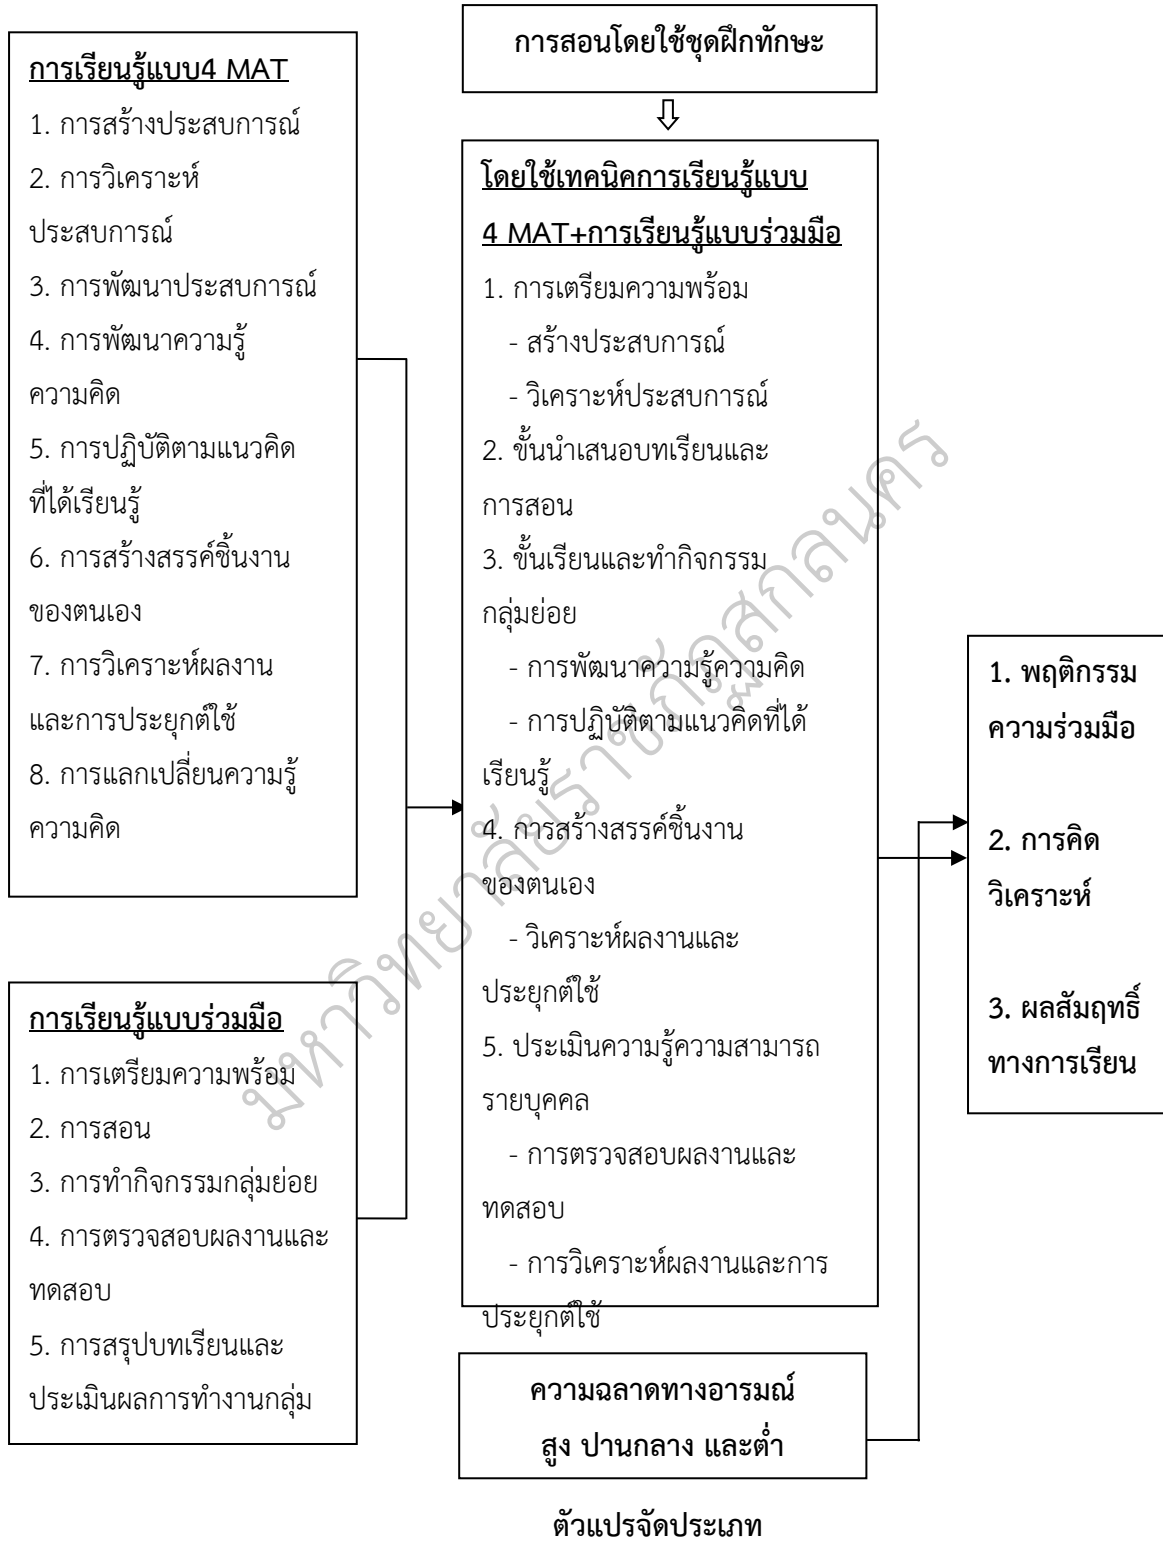 การเรียนรู้แบบ4 MAT
1. การสร้างประสบการณ์
2. การวิเคราะห์
ประสบการณ์
3. การพัฒนาประสบการณ์
4. การพัฒนาความรู้
ความคิด
5. การปฏิบัติตามแนวคิด
ที่ได้เรียนรู้
6. การสร้างสรรค์ชิ้นงาน
ของตนเอง
7. การวิเคราะห์ผลงาน
และการประยุกต์ใช้
8. การแลกเปลี่ยนความรู้
ความคิด
การเรียนรู้แบบร่วมมือ
1. การเตรียมความพร้อม
2. การสอน
3. การทำกิจกรรมกลุ่มย่อย
4. การตรวจสอบผลงานและ
ทดสอบ
5. การสรุปบทเรียนและ
ประเมินผลการทำงานกลุ่ม
การสอนโดยใช้ชุดฝึกทักษะ
โดยใช้เทคนิคการเรียนรู้แบบ
4 MAT+การเรียนรู้แบบร่วมมือ
1. การเตรียมความพร้อม
- สร้างประสบการณ์
- วิเคราะห์ประสบการณ์
2. ขั้นนำเสนอบทเรียนและ
การสอน
3. ขั้นเรียนและทำกิจกรรม
กลุ่มย่อย
- การพัฒนาความรู้ความคิด
- การปฏิบัติตามแนวคิดที่ได้
เรียนรู้
4. การสร้างสรรค์ชิ้นงาน
ของตนเอง
- วิเคราะห์ผลงานและ
ประยุกต์ใช้
5. ประเมินความรู้ความสามารถ
รายบุคคล
- การตรวจสอบผลงานและ
ทดสอบ
- การวิเคราะห์ผลงานและการ
ประยุกต์ใช้
ความฉลาดทางอารมณ์
สูง ปานกลาง และต่ำ
ตัวแปรจัดประเภท
1. พฤติกรรม
ความร่วมมือ
2. การคิด
วิเคราะห์
3. ผลสัมฤทธิ์
ทางการเรียน
มหาวิทยาลัยราชภัฏสกลนคร